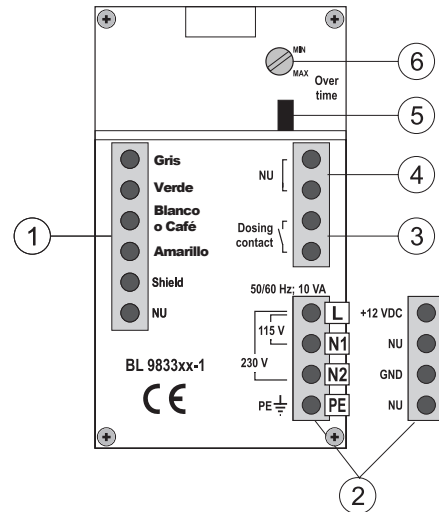 MIN
MAX
Over
time
6
5
Gris
Verde
Blanco
o Café
Amarillo
Shield
NU
1
NU
4
Dosing
contact
3
50/60 Hz; 10 VA
115 V
230 V
L
N1
N2
PE
PE
+12 VDC
NU
GND
NU
BL 9833xx-1
CE
2